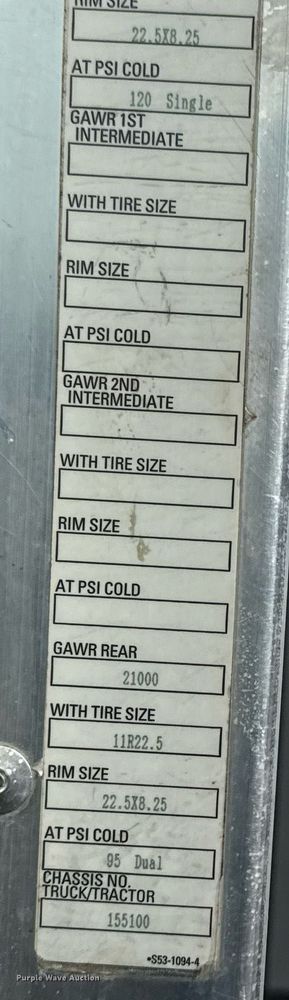 RIM SIZE
22.5X8.25
AT PSI COLD
120 Single
GAWR 1ST
INTERMEDIATE
WITH TIRE SIZE
RIM SIZE
AT PSI COLD
GAWR 2ND
INTERMEDIATE
WITH TIRE SIZE
RIM SIZE
AT PSI COLD
GAWR REAR
21000
WITH TIRE SIZE
11R22.5
RIM SIZE
22.5X8.25
AT PSI COLD
95 Dual
CHASSIS NO.
TRUCK/TRACTOR
155100
•S53-1094-4
Purple Wave Auction